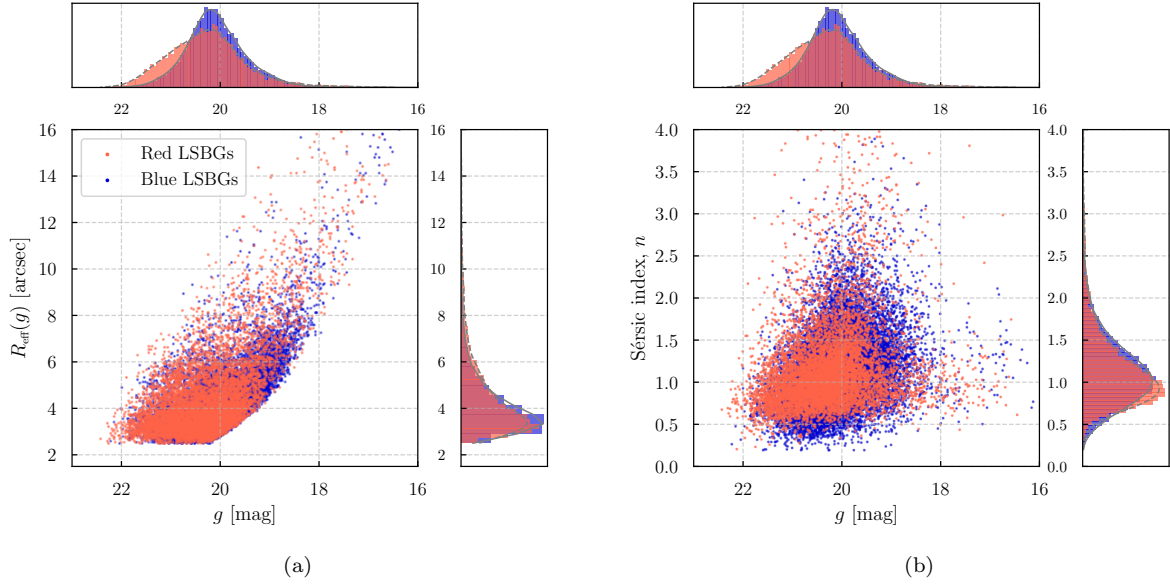 22 20 18 16
16
14
12
10
8
6
4
2
R_eff(g) [arcsec]
Red LSBGs
Blue LSBGs
22 20 18 16
g [mag]
16
14
12
10
8
6
4
2
(a)
22 20 18 16
4.0
3.5
3.0
2.5
2.0
1.5
1.0
0.5
0.0
Sérsic index, n
22 20 18 16
g [mag]
4.0
3.5
3.0
2.5
2.0
1.5
1.0
0.5
0.0
(b)